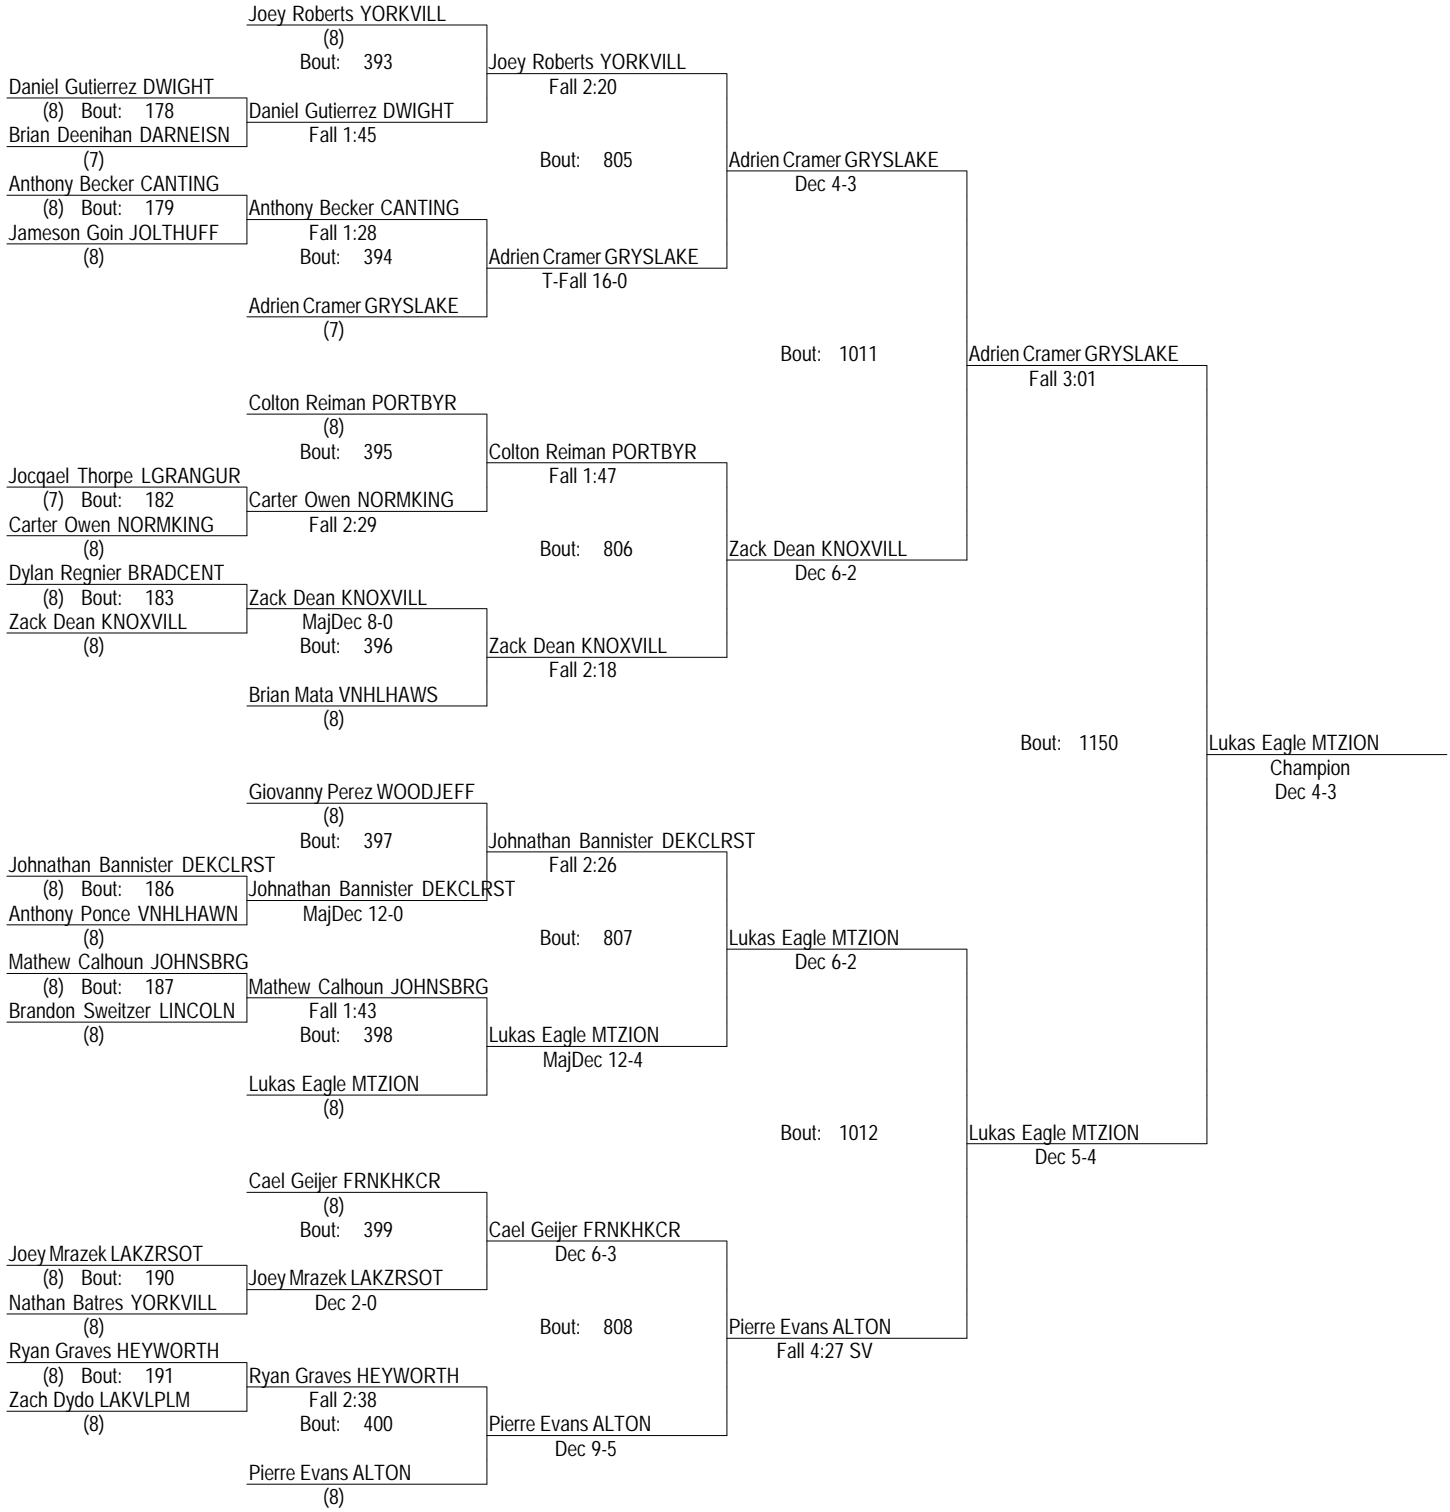 Joey Roberts YORKVILL
(8)
Bout: 393
Joey Roberts YORKVILL
Daniel Gutierrez DWIGHT
Fall 2:20
(8) Bout: 178
Daniel Gutierrez DWIGHT
Brian Deenihan DARNEISN
Fall 1:45
(7)
Bout: 805
Adrien Cramer GRYSLAKE
Anthony Becker CANTING
Dec 4-3
(8) Bout: 179
Anthony Becker CANTING
Jameson Goin JOLTHUFF
Fall 1:28
(8)
Bout: 394
Adrien Cramer GRYSLAKE
T-Fall 16-0
Adrien Cramer GRYSLAKE
(7)
Bout: 1011
Adrien Cramer GRYSLAKE
Fall 3:01
Colton Reiman PORTBYR
(8)
Bout: 395
Colton Reiman PORTBYR
Jocqael Thorpe LGRANGUR
Fall 1:47
(7) Bout: 182
Carter Owen NORMKING
Carter Owen NORMKING
Fall 2:29
(8)
Bout: 806
Zack Dean KNOXVILL
Dylan Regnier BRADCENT
Dec 6-2
(8) Bout: 183
Zack Dean KNOXVILL
Zack Dean KNOXVILL
MajDec 8-0
(8)
Bout: 396
Zack Dean KNOXVILL
Fall 2:18
Brian Mata VNHLHAWS
(8)
Bout: 1150
Lukas Eagle MTZION
Champion
Dec 4-3
Giovanny Perez WOODJEFF
(8)
Bout: 397
Johnathan Bannister DEKCLRST
Johnathan Bannister DEKCLRST
Fall 2:26
(8) Bout: 186
Johnathan Bannister DEKCLRST
Anthony Ponce VNHLHAWN
MajDec 12-0
(8)
Bout: 807
Lukas Eagle MTZION
Mathew Calhoun JOHNSBRG
Dec 6-2
(8) Bout: 187
Mathew Calhoun JOHNSBRG
Brandon Sweitzer LINCOLN
Fall 1:43
(8)
Bout: 398
Lukas Eagle MTZION
MajDec 12-4
Lukas Eagle MTZION
(8)
Bout: 1012
Lukas Eagle MTZION
Dec 5-4
Cael Geijer FRNKHKCR
(8)
Bout: 399
Cael Geijer FRNKHKCR
Joey Mrazek LAKZRSOT
Dec 6-3
(8) Bout: 190
Joey Mrazek LAKZRSOT
Nathan Batres YORKVILL
Dec 2-0
(8)
Bout: 808
Pierre Evans ALTON
Ryan Graves HEYWORTH
Fall 4:27 SV
(8) Bout: 191
Ryan Graves HEYWORTH
Zach Dydo LAKVLPLM
Fall 2:38
(8)
Bout: 400
Pierre Evans ALTON
Dec 9-5
Pierre Evans ALTON
(8)